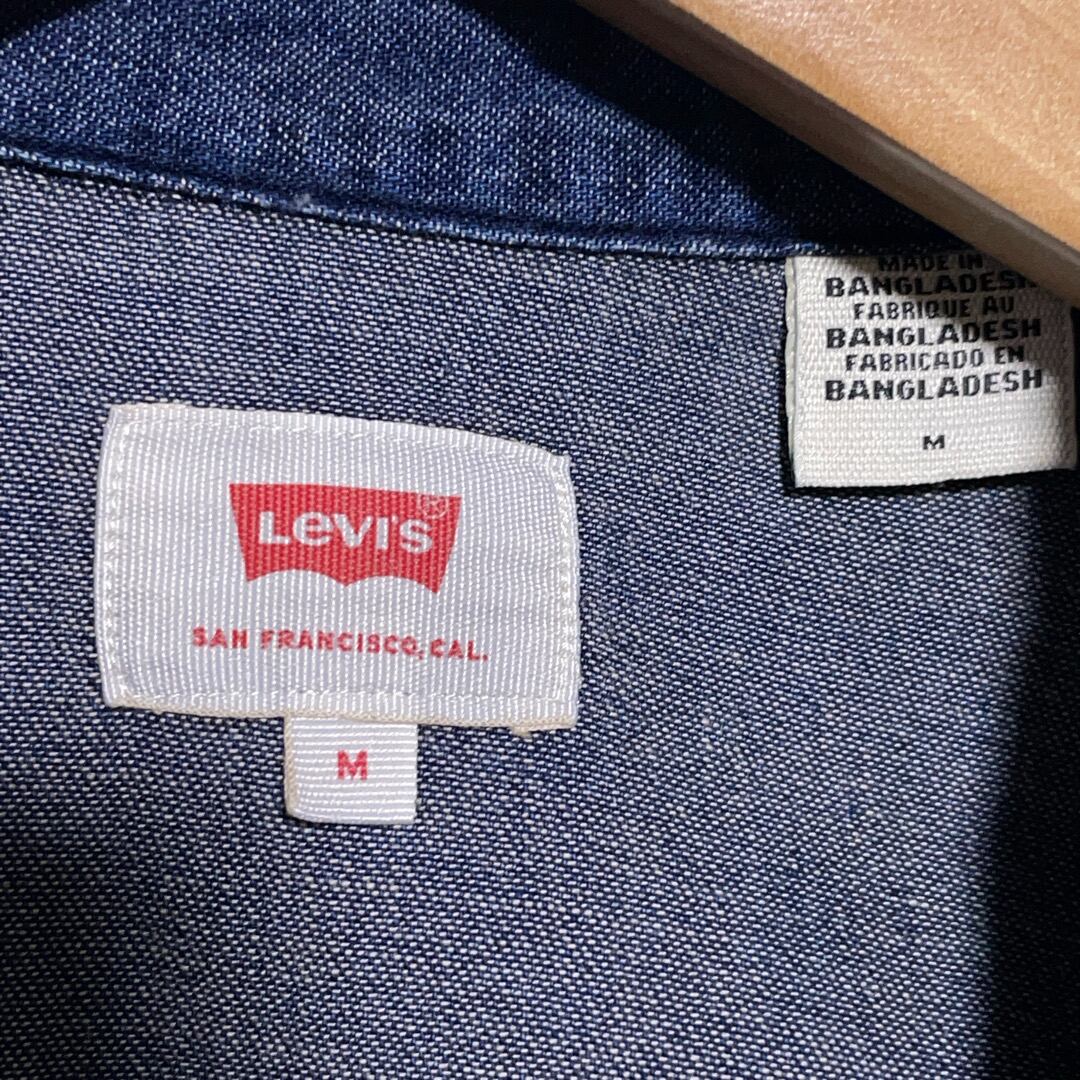 MADE IN
BANGLADESH
FABRIQUE AU
BANGLADESH
FABRICADO EN
BANGLADESH
M
LEVI'S
SAN FRANCISCO, CAL.
M